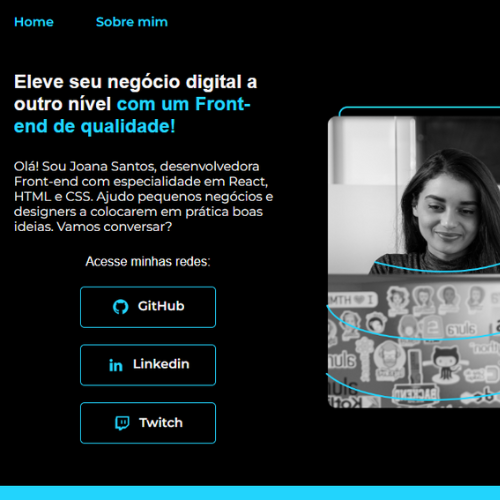 Home
Sobre mim
Eleve seu negócio digital a
outro nível com um Front-
end de qualidade!
Olá! Sou Joana Santos, desenvolvedora
Front-end com especialidade em React,
HTML e CSS. Ajudo pequenos negócios e
designers a colocarem em prática boas
ideias. Vamos conversar?
Acesse minhas redes:
GitHub
Linkedin
Twitch